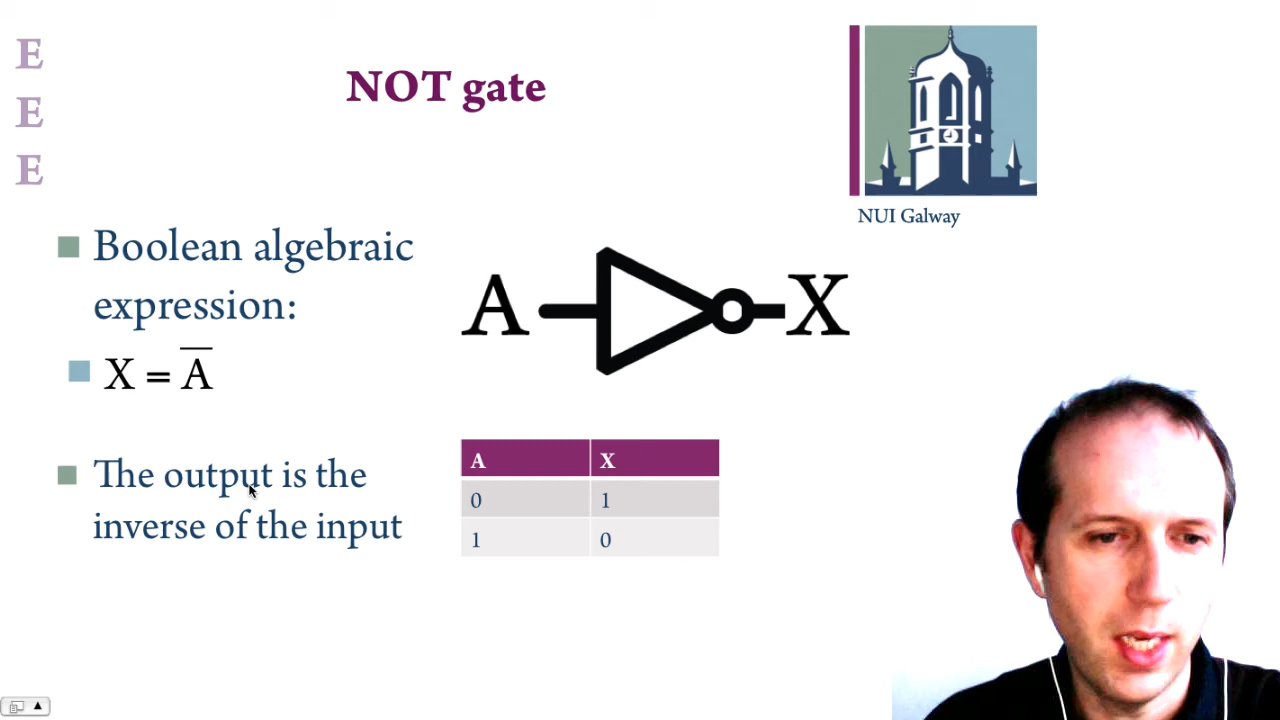 E
E
E
NOT gate
NUI Galway
Boolean algebraic
expression:
X = A̅
The output is the
inverse of the input
A X
A X
0 1
1 0